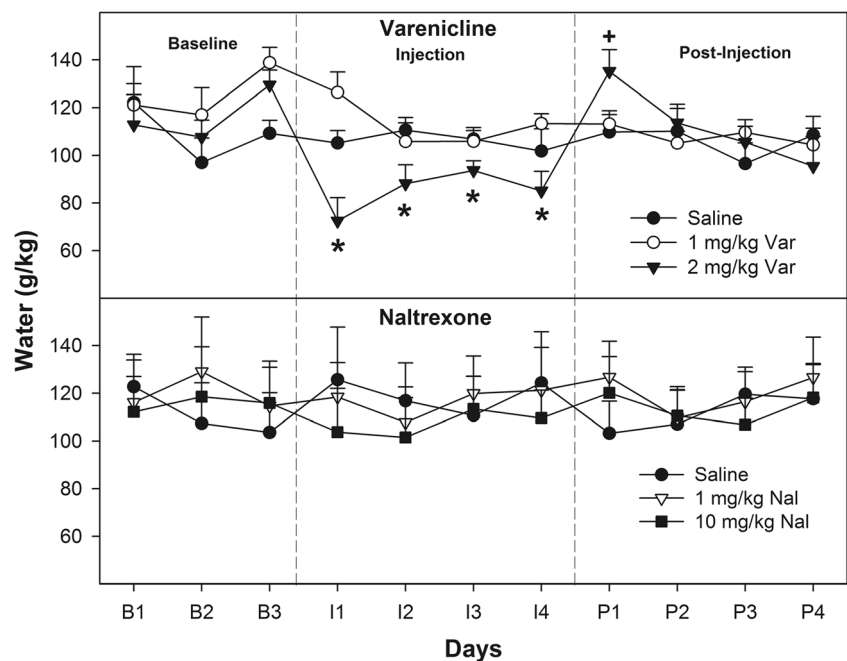 Varenicline
Baseline
Injection
Post-Injection
140
120
100
80
60
+
* * * *
Saline
1 mg/kg Var
2 mg/kg Var
Water (g/kg)
Naltrexone
140
120
100
80
60
Saline
1 mg/kg Nal
10 mg/kg Nal
B1 B2 B3 I1 I2 I3 I4 P1 P2 P3 P4
Days